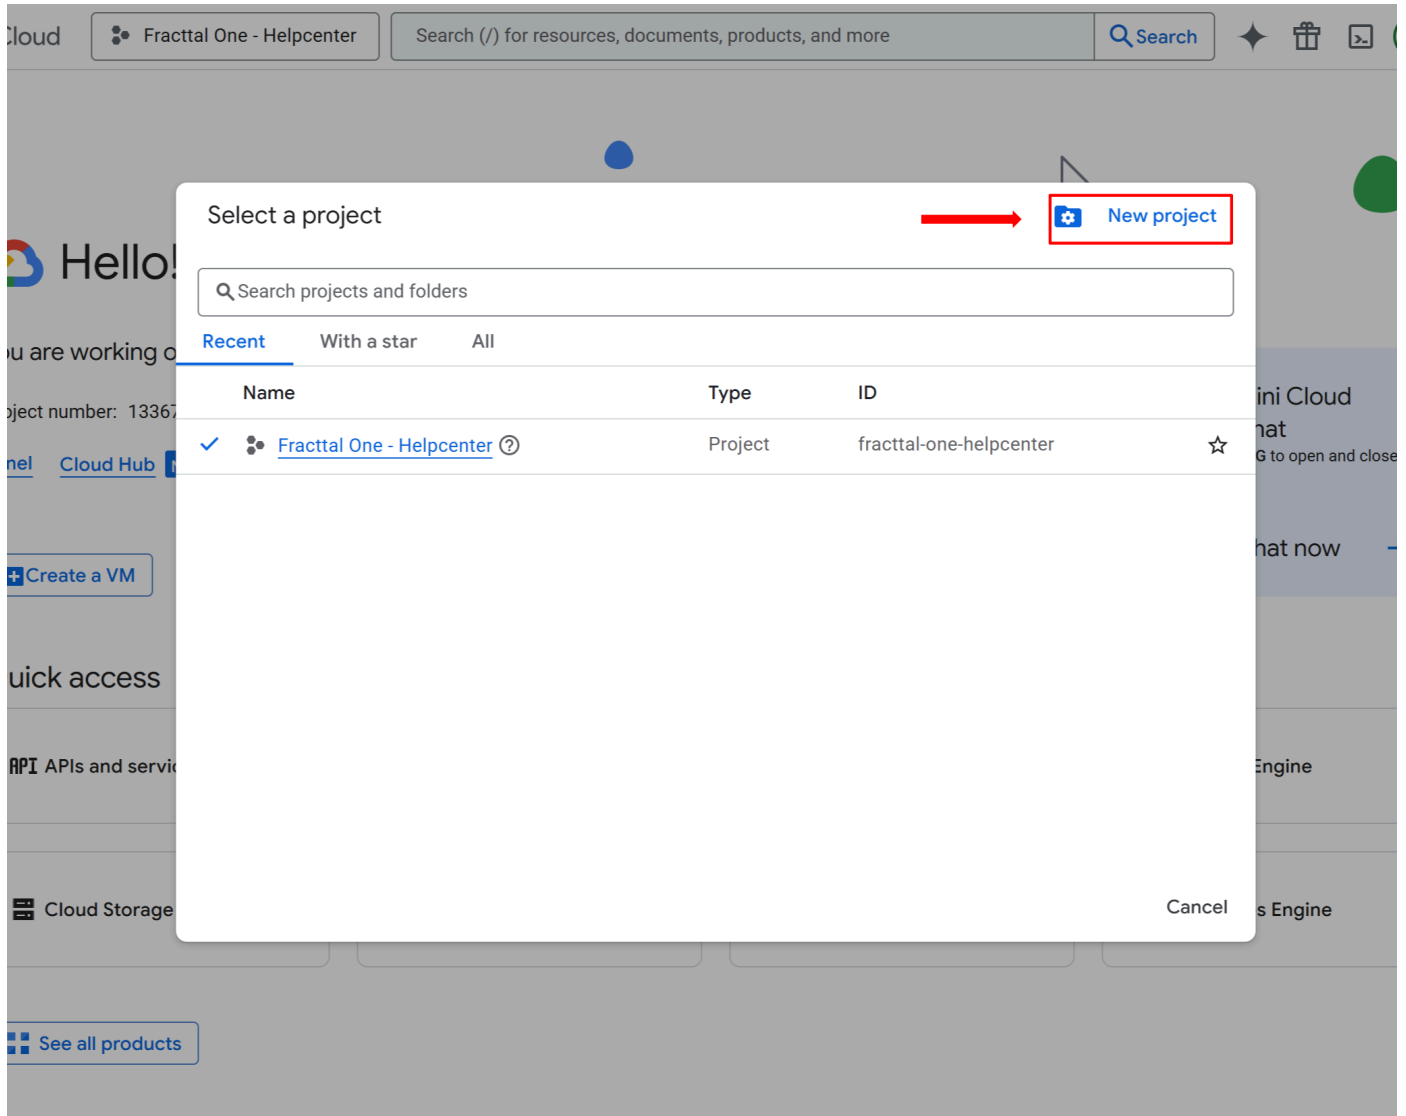 Cloud
Fracttal One - Helpcenter
Search (/) for resources, documents, products, and more
Search
Select a project
New project
Hello!
Search projects and folders
Recent
With a star
All
Name
Type
ID
Fracttal One - Helpcenter
Project
fracttal-one-helpcenter
ou are working o
oject number: 13367
nel
Cloud Hub
ini Cloud
hat
G to open and close
hat now
Create a VM
uick access
API APIs and servic
Engine
Cloud Storage
s Engine
Cancel
See all products